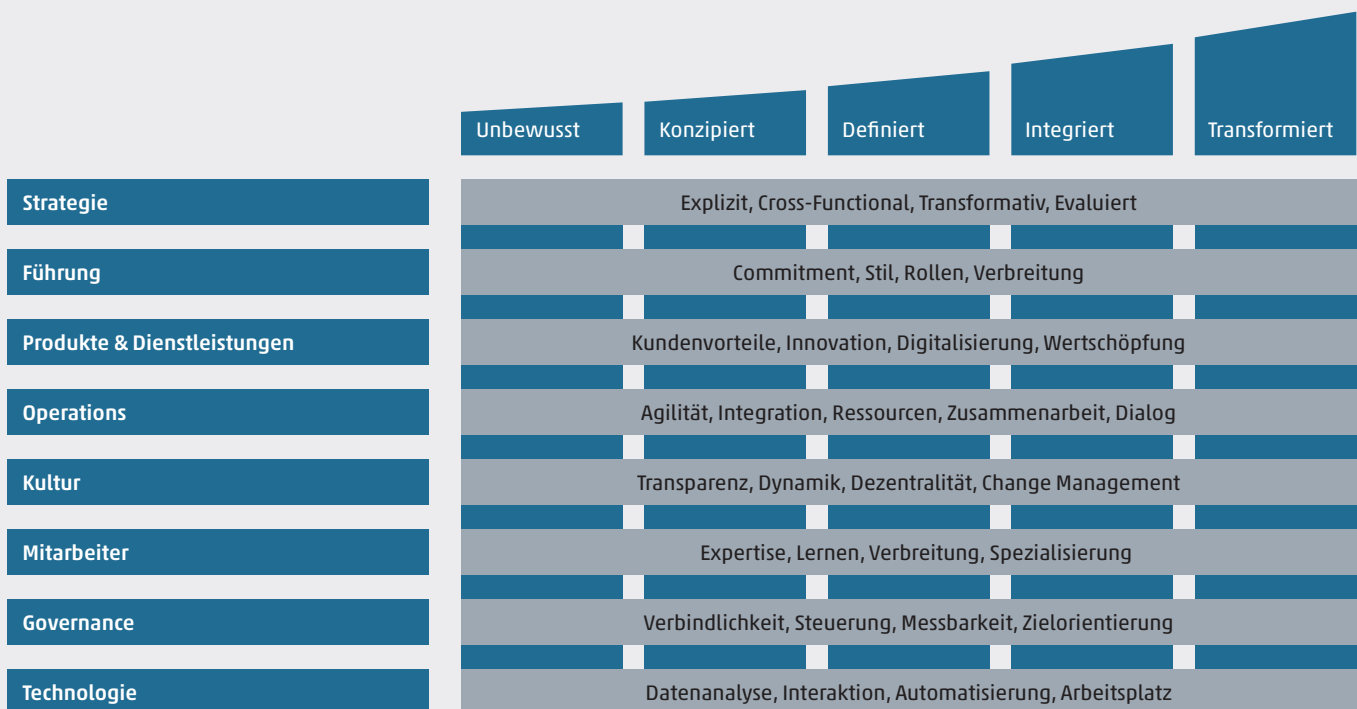 Unbewusst
Konzipiert
Definiert
Integriert
Transformiert
Strategie
Explizit, Cross-Functional, Transformativ, Evaluiert
Führung
Commitment, Stil, Rollen, Verbreitung
Produkte & Dienstleistungen
Kundenvorteile, Innovation, Digitalisierung, Wertschöpfung
Operations
Agilität, Integration, Ressourcen, Zusammenarbeit, Dialog
Kultur
Transparenz, Dynamik, Dezentralität, Change Management
Mitarbeiter
Expertise, Lernen, Verbreitung, Spezialisierung
Governance
Verbindlichkeit, Steuerung, Messbarkeit, Zielorientierung
Technologie
Datenanalyse, Interaktion, Automatisierung, Arbeitsplatz